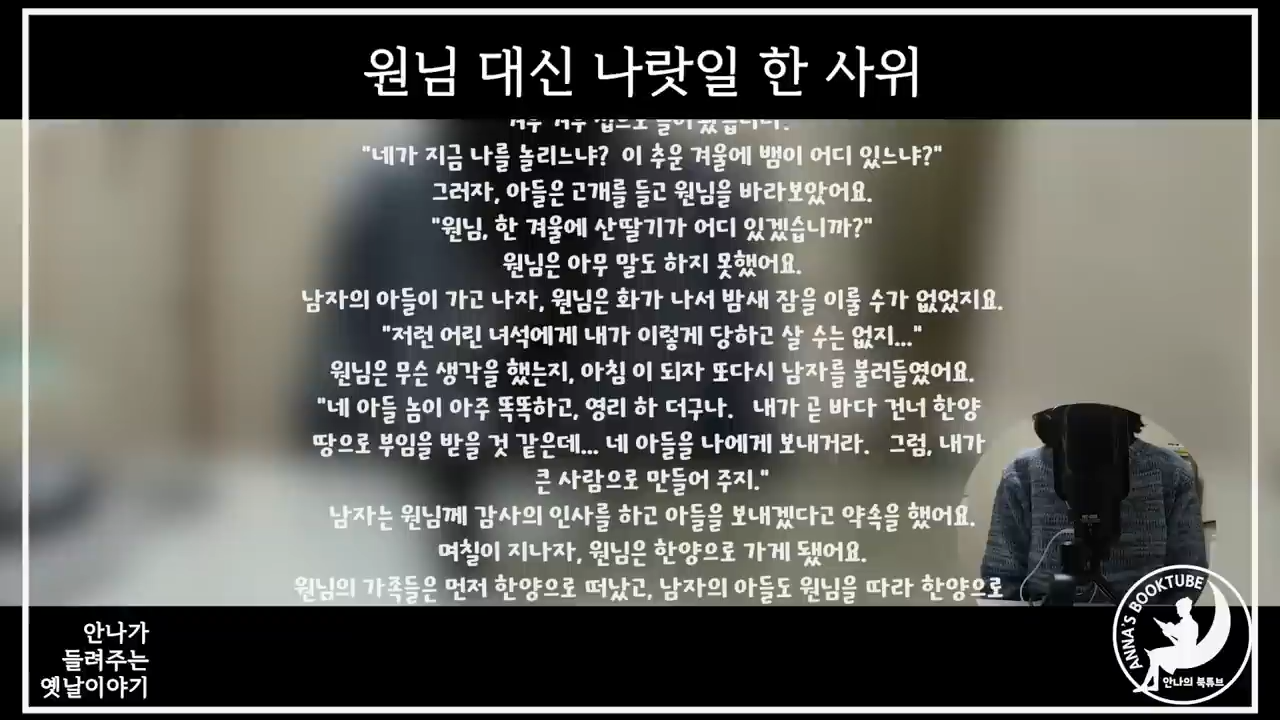 원님 대신 나랏일 한 사위
겨우 겨우 집으로 돌아 왔습니다.
"네가 지금 나를 놀리느냐?  이 추운 겨울에 뱀이 어디 있느냐?"
그러자, 아들은 고개를 들고 원님을 바라보았어요.
"원님, 한 겨울에 산딸기가 어디 있겠습니까?"
원님은 아무 말도 하지 못했어요.
남자의 아들이 가고 나자, 원님은 화가 나서 밤새 잠을 이룰 수가 없었지요.
"저런 어린 녀석에게 내가 이렇게 당하고 살 수는 없지..."
원님은 무슨 생각을 했는지, 아침 이 되자 또다시 남자를 불러들였어요.
"네 아들 놈이 아주 똑똑하고, 영리 하 더구나.   내가 곧 바다 건너 한양
땅으로 부임을 받을 것 같은데... 네 아들을 나에게 보내거라.   그럼, 내가
큰 사람으로 만들어 주지."
남자는 원님께 감사의 인사를 하고 아들을 보내겠다고 약속을 했어요.
며칠이 지나자, 원님은 한양으로 가게 됐어요.
원님의 가족들은 먼저 한양으로 떠났고, 남자의 아들도 원님을 따라 한양으로
안나가
들려주는
옛날이야기
ANNA'S BOOKTUBE
안나의 북튜브